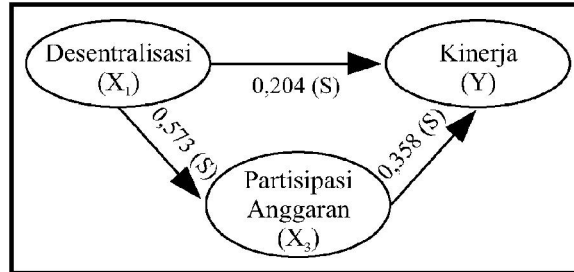 Desentralisasi
(X₁)
Kinerja
(Y)
0,204 (S)
0,573 (S)
0,358 (S)
Partisipasi
Anggaran
(X₃)